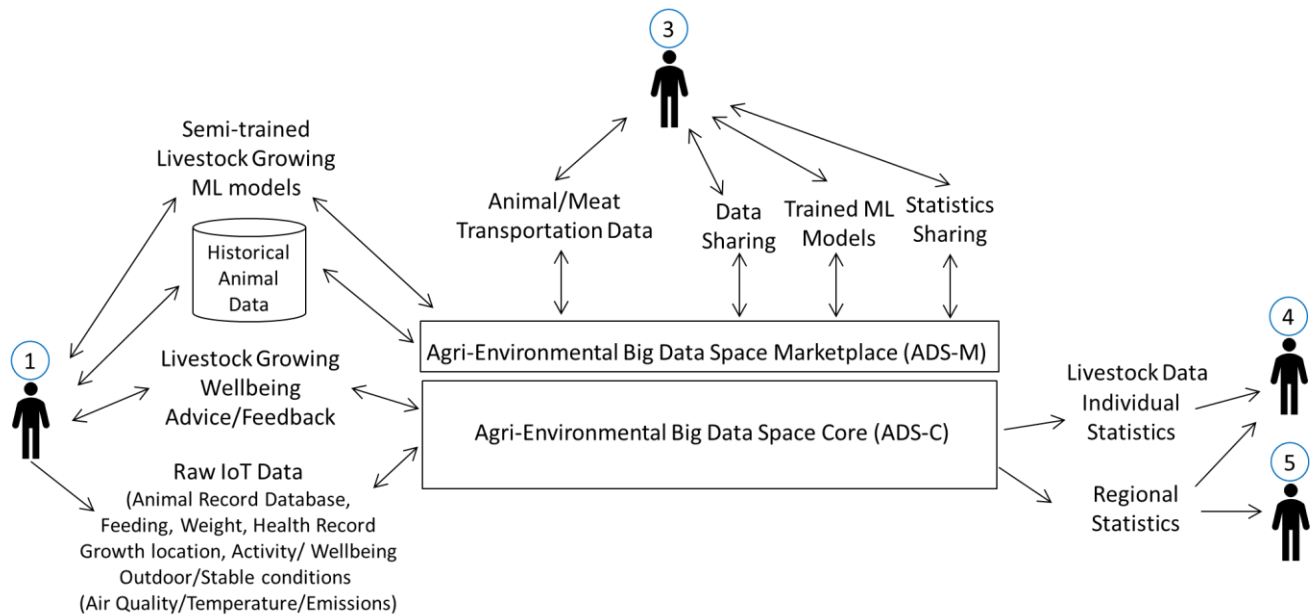 3
Semi-trained
Livestock Growing
ML models
Historical
Animal
Data
Animal/Meat
Transportation Data
Data
Sharing
Trained ML
Models
Statistics
Sharing
1
Livestock Growing
Wellbeing
Advice/Feedback
Agri-Environmental Big Data Space Marketplace (ADS-M)
Agri-Environmental Big Data Space Core (ADS-C)
Raw IoT Data
(Animal Record Database,
Feeding, Weight, Health Record
Growth location, Activity/ Wellbeing
Outdoor/Stable conditions
(Air Quality/Temperature/Emissions)
4
Livestock Data
Individual
Statistics
5
Regional
Statistics